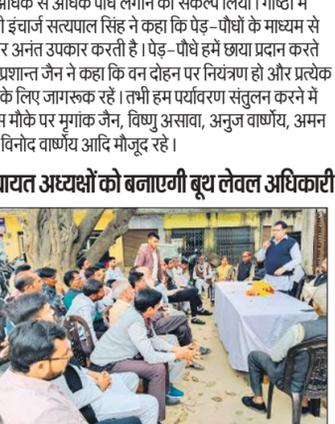 अधिक से अधिक पौधे लगाने का संकल्प लिया। गोष्ठी में
इंचार्ज सत्यपाल सिंह ने कहा कि पेड़-पौधों के माध्यम से
अनंत उपकार करती है। पेड़-पौधे हमें छाया प्रदान करते
प्रशान्त जैन ने कहा कि वन दोहन पर नियंत्रण हो और प्रत्येक
के लिए जागरूक रहें। तभी हम पर्यावरण संतुलन करने में
मौके पर मृगांक जैन, विष्णु असावा, अनुज वार्ष्णेय, अमन
विनोद वार्ष्णेय आदि मौजूद रहे।
अध्यक्षों को बनाएगी बूथ लेवल अधिकारी